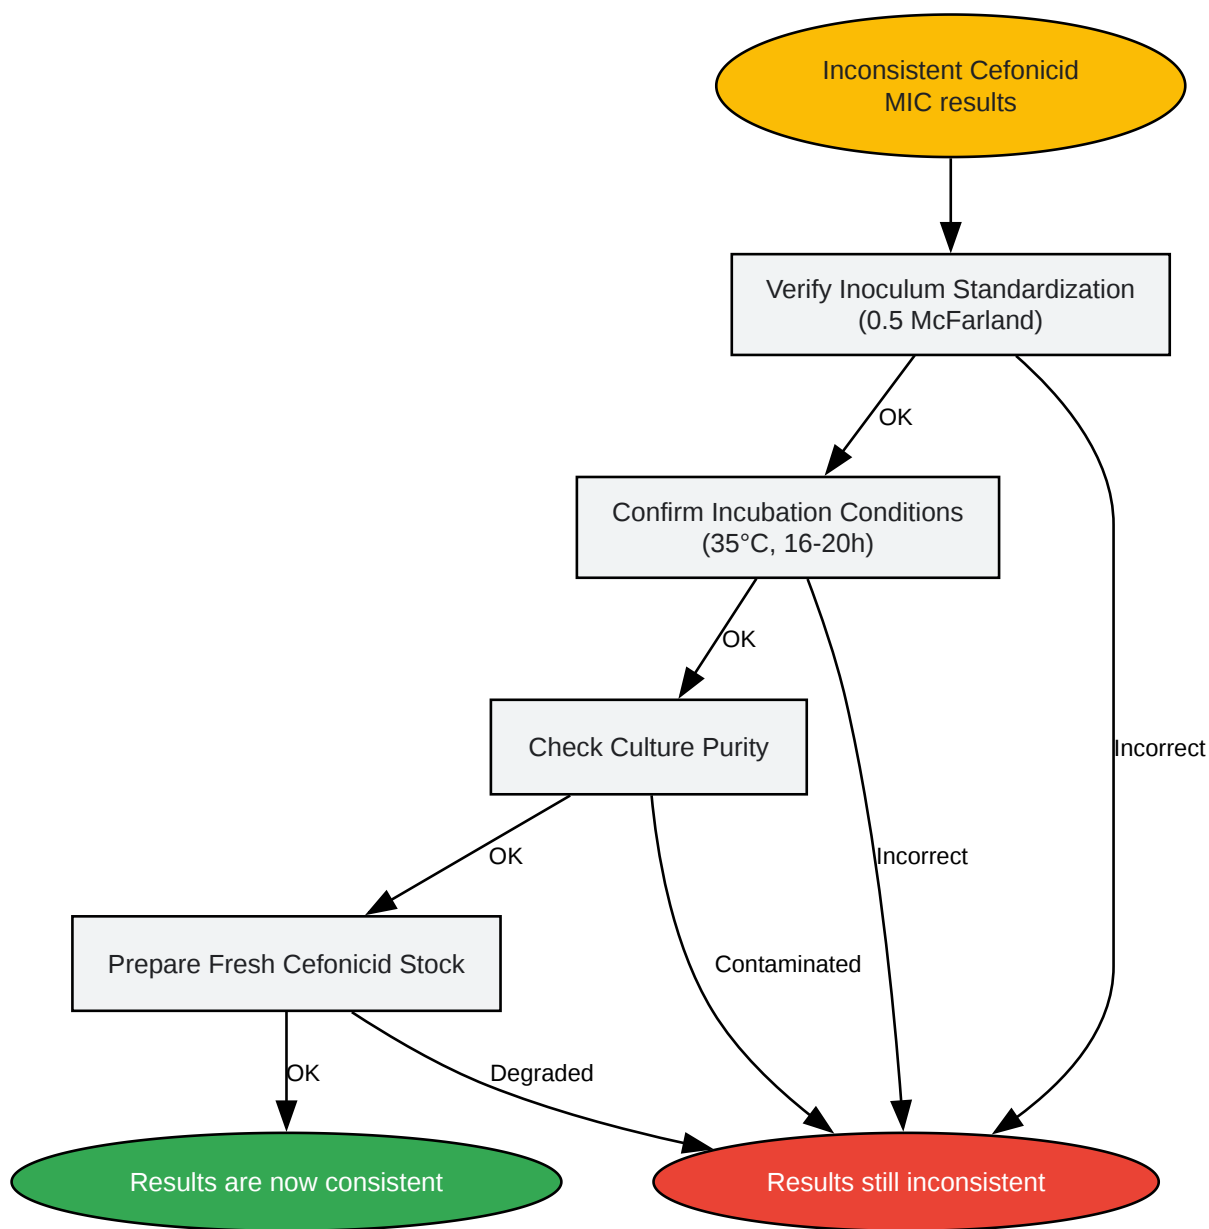 Inconsistent Cefonicid
MIC results
Verify Inoculum Standardization
(0.5 McFarland)
OK
Confirm Incubation Conditions
(35°C, 16-20h)
OK
Incorrect
Check Culture Purity
OK
Incorrect
Prepare Fresh Cefonicid Stock
Contaminated
OK
Degraded
Results are now consistent
Results still inconsistent